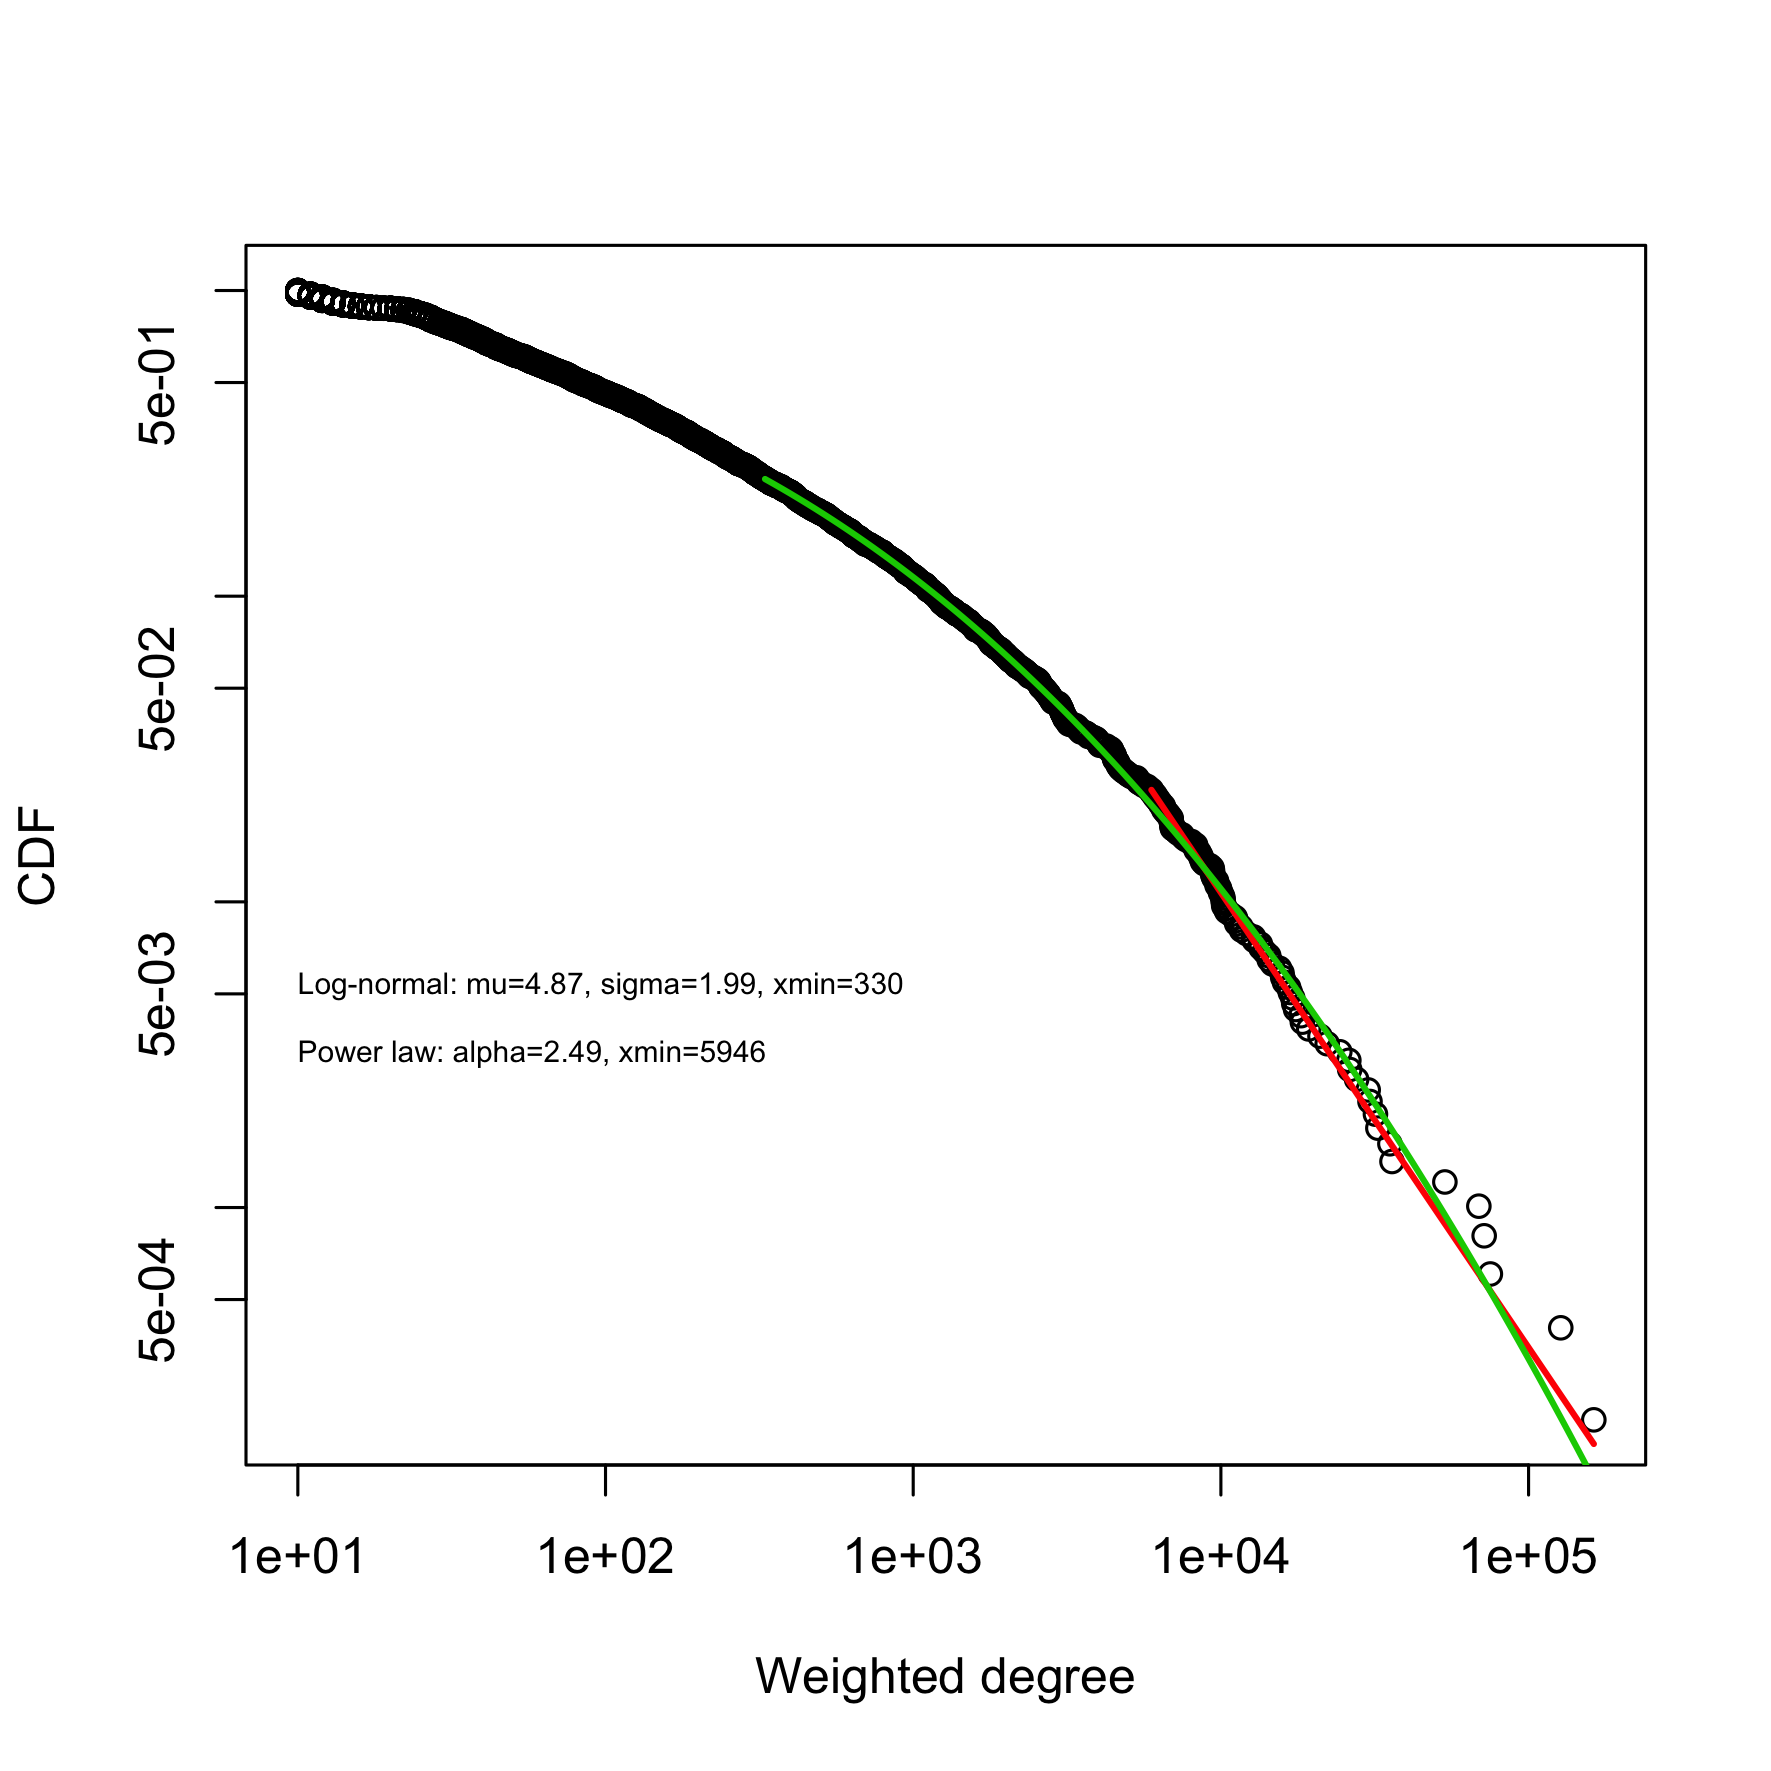 5e-01
5e-02
5e-03
5e-04
CDF
Log-normal: mu=4.87, sigma=1.99, xmin=330
Power law: alpha=2.49, xmin=5946
1e+01 1e+02 1e+03 1e+04 1e+05
Weighted degree